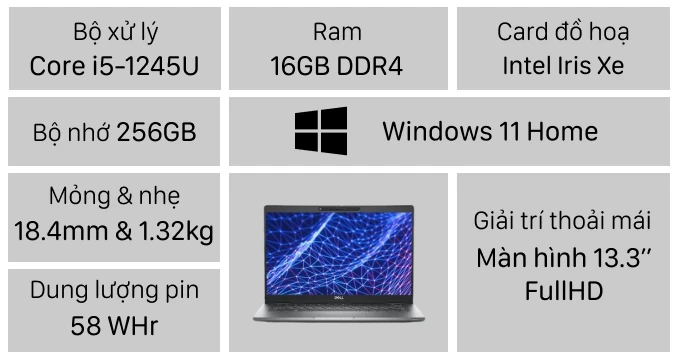 Bộ xử lý
Core i5-1245U
Ram
16GB DDR4
Card đồ hoạ
Intel Iris Xe
Bộ nhớ 256GB
Windows 11 Home
Mỏng & nhẹ
18.4mm & 1.32kg
Giải trí thoải mái
Màn hình 13.3’’
FullHD
Dung lượng pin
58 WHr
DELL